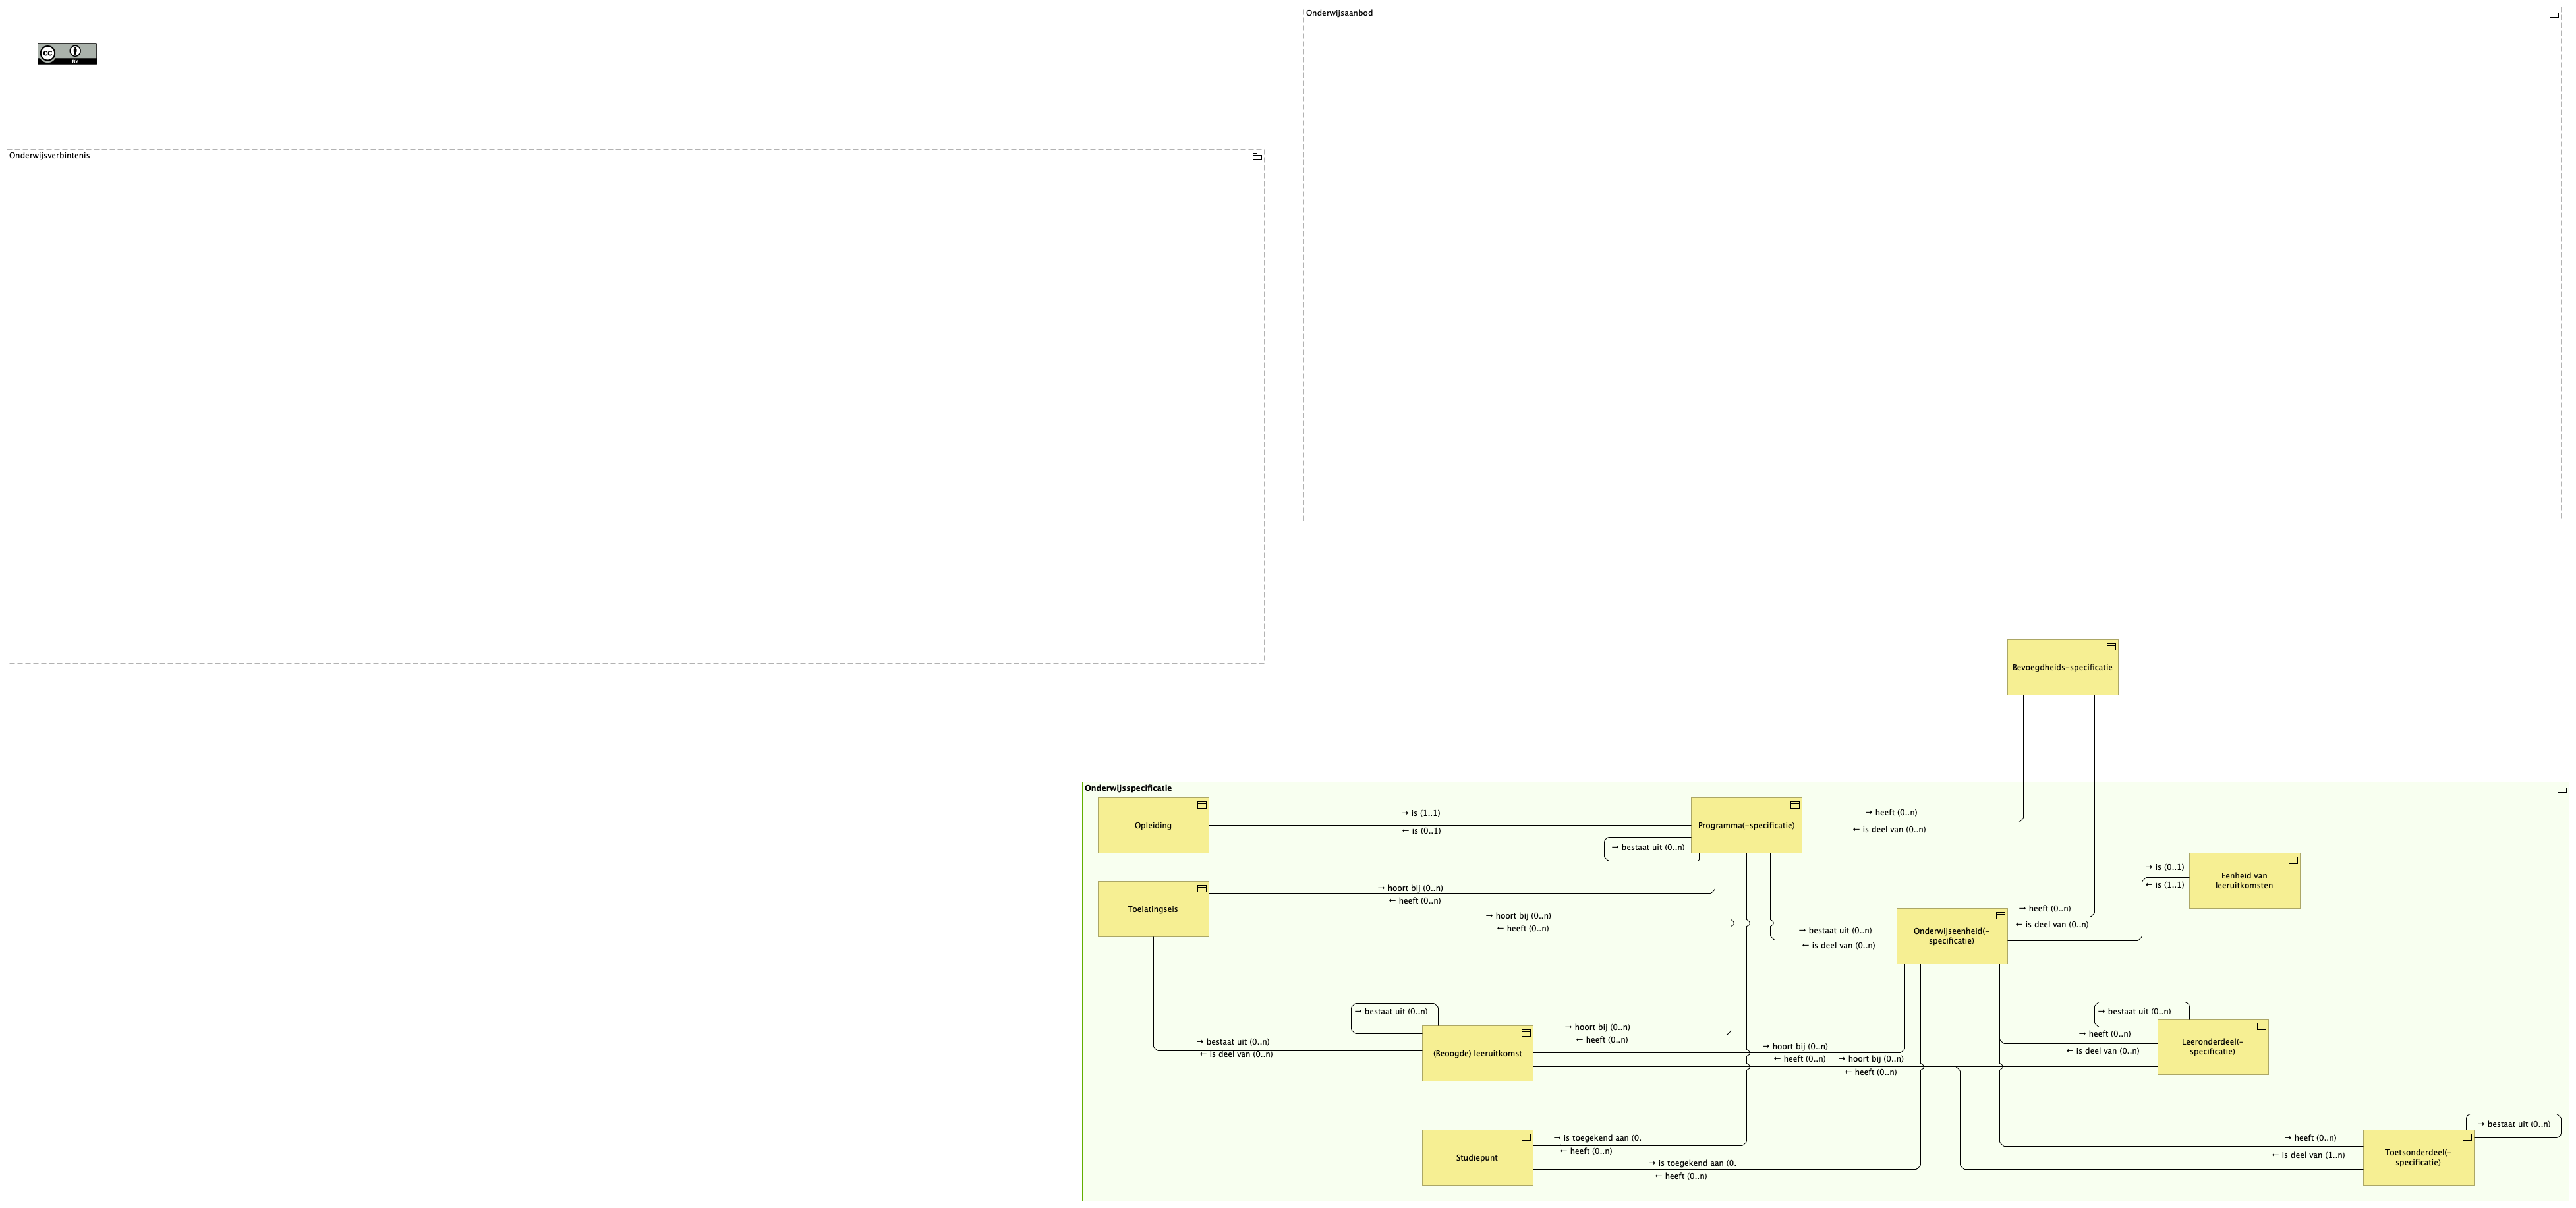 Onderwijsaanbod
cc
BY
Onderwijsverbintenis
Bevoegdheids-specificatie
Onderwijsspecificatie
Opleiding
→ is (1..1)
← is (0..1)
Programma(-specificatie)
→ heeft (0..n)
← is deel van (0..n)
→ bestaat uit (0..n)
→ is (0..1)
← is (1..1)
Eenheid van
leeruitkomsten
Toelatingseis
→ hoort bij (0..n)
← heeft (0..n)
→ hoort bij (0..n)
← heeft (0..n)
→ bestaat uit (0..n)
← is deel van (0..n)
Onderwijseenheid(-
specificatie)
→ heeft (0..n)
← is deel van (0..n)
→ bestaat uit (0..n)
→ bestaat uit (0..n)
→ bestaat uit (0..n)
← is deel van (0..n)
(Beoogde) leeruitkomst
→ hoort bij (0..n)
← heeft (0..n)
→ hoort bij (0..n)
← heeft (0..n)
→ hoort bij (0..n)
← heeft (0..n)
→ heeft (0..n)
← is deel van (0..n)
Leeronderdeel(-
specificatie)
Studiepunt
→ is toegekend aan (0.
← heeft (0..n)
→ is toegekend aan (0.
← heeft (0..n)
→ heeft (0..n)
← is deel van (1..n)
Toetsonderdeel(-
specificatie)
→ bestaat uit (0..n)